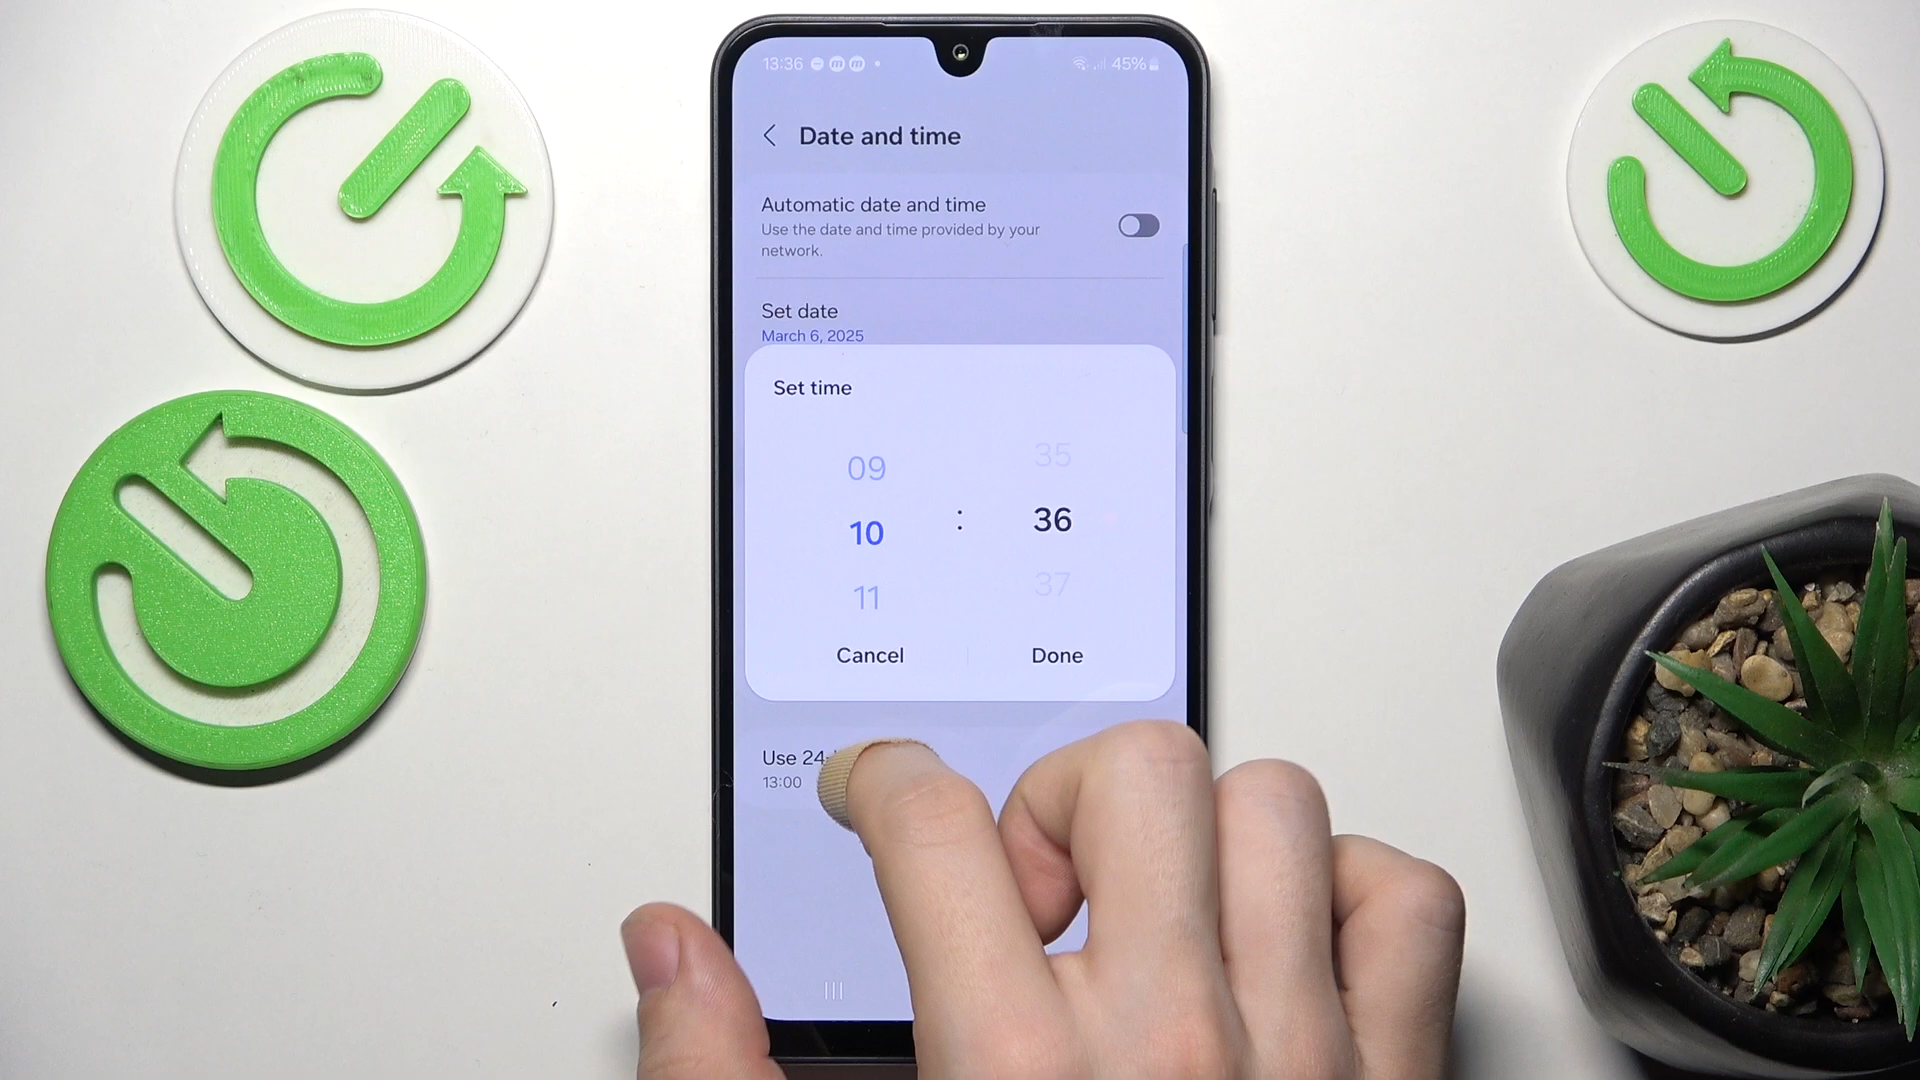 13:36 45%
Date and time
Automatic date and time
Use the date and time provided by your
network.
Set date
March 6, 2025
Set time
09 35
10 : 36
11 37
Cancel Done
Use 24-
13:00